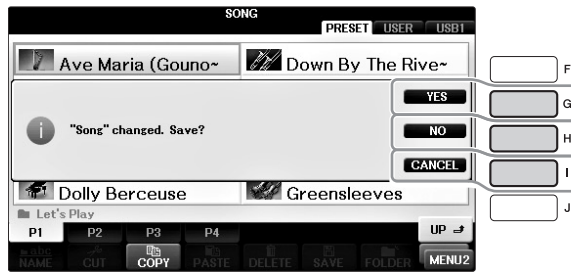 SONG
PRESET USER USB1
Ave Maria (Gouno~ Down By The Rive~
F
YES
G
"Song" changed. Save?
NO
H
CANCEL
I
Dolly Berceuse Greensleeves
J
Let's Play
P1 P2 P3 P4 UP
NAME CUT COPY PASTE DELETE SAVE FOLDER MENU2